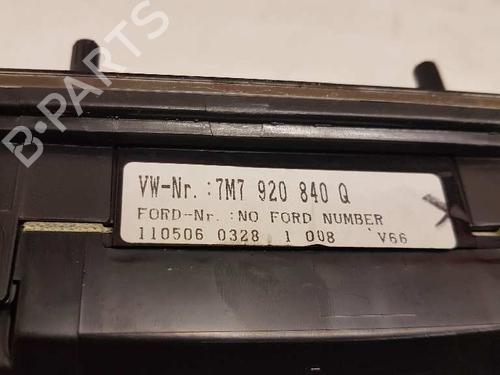 B-PARTS
VW-Nr. :7M7 920 840 Q
FORD-Nr. :NO FORD NUMBER
110506 0328 1 008 V66